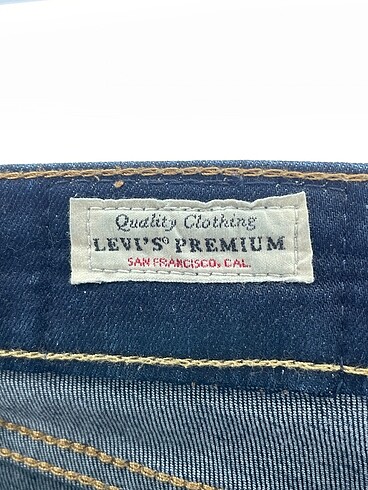 Quality Clothing
LEVI'S® PREMIUM
SAN FRANCISCO, CAL.